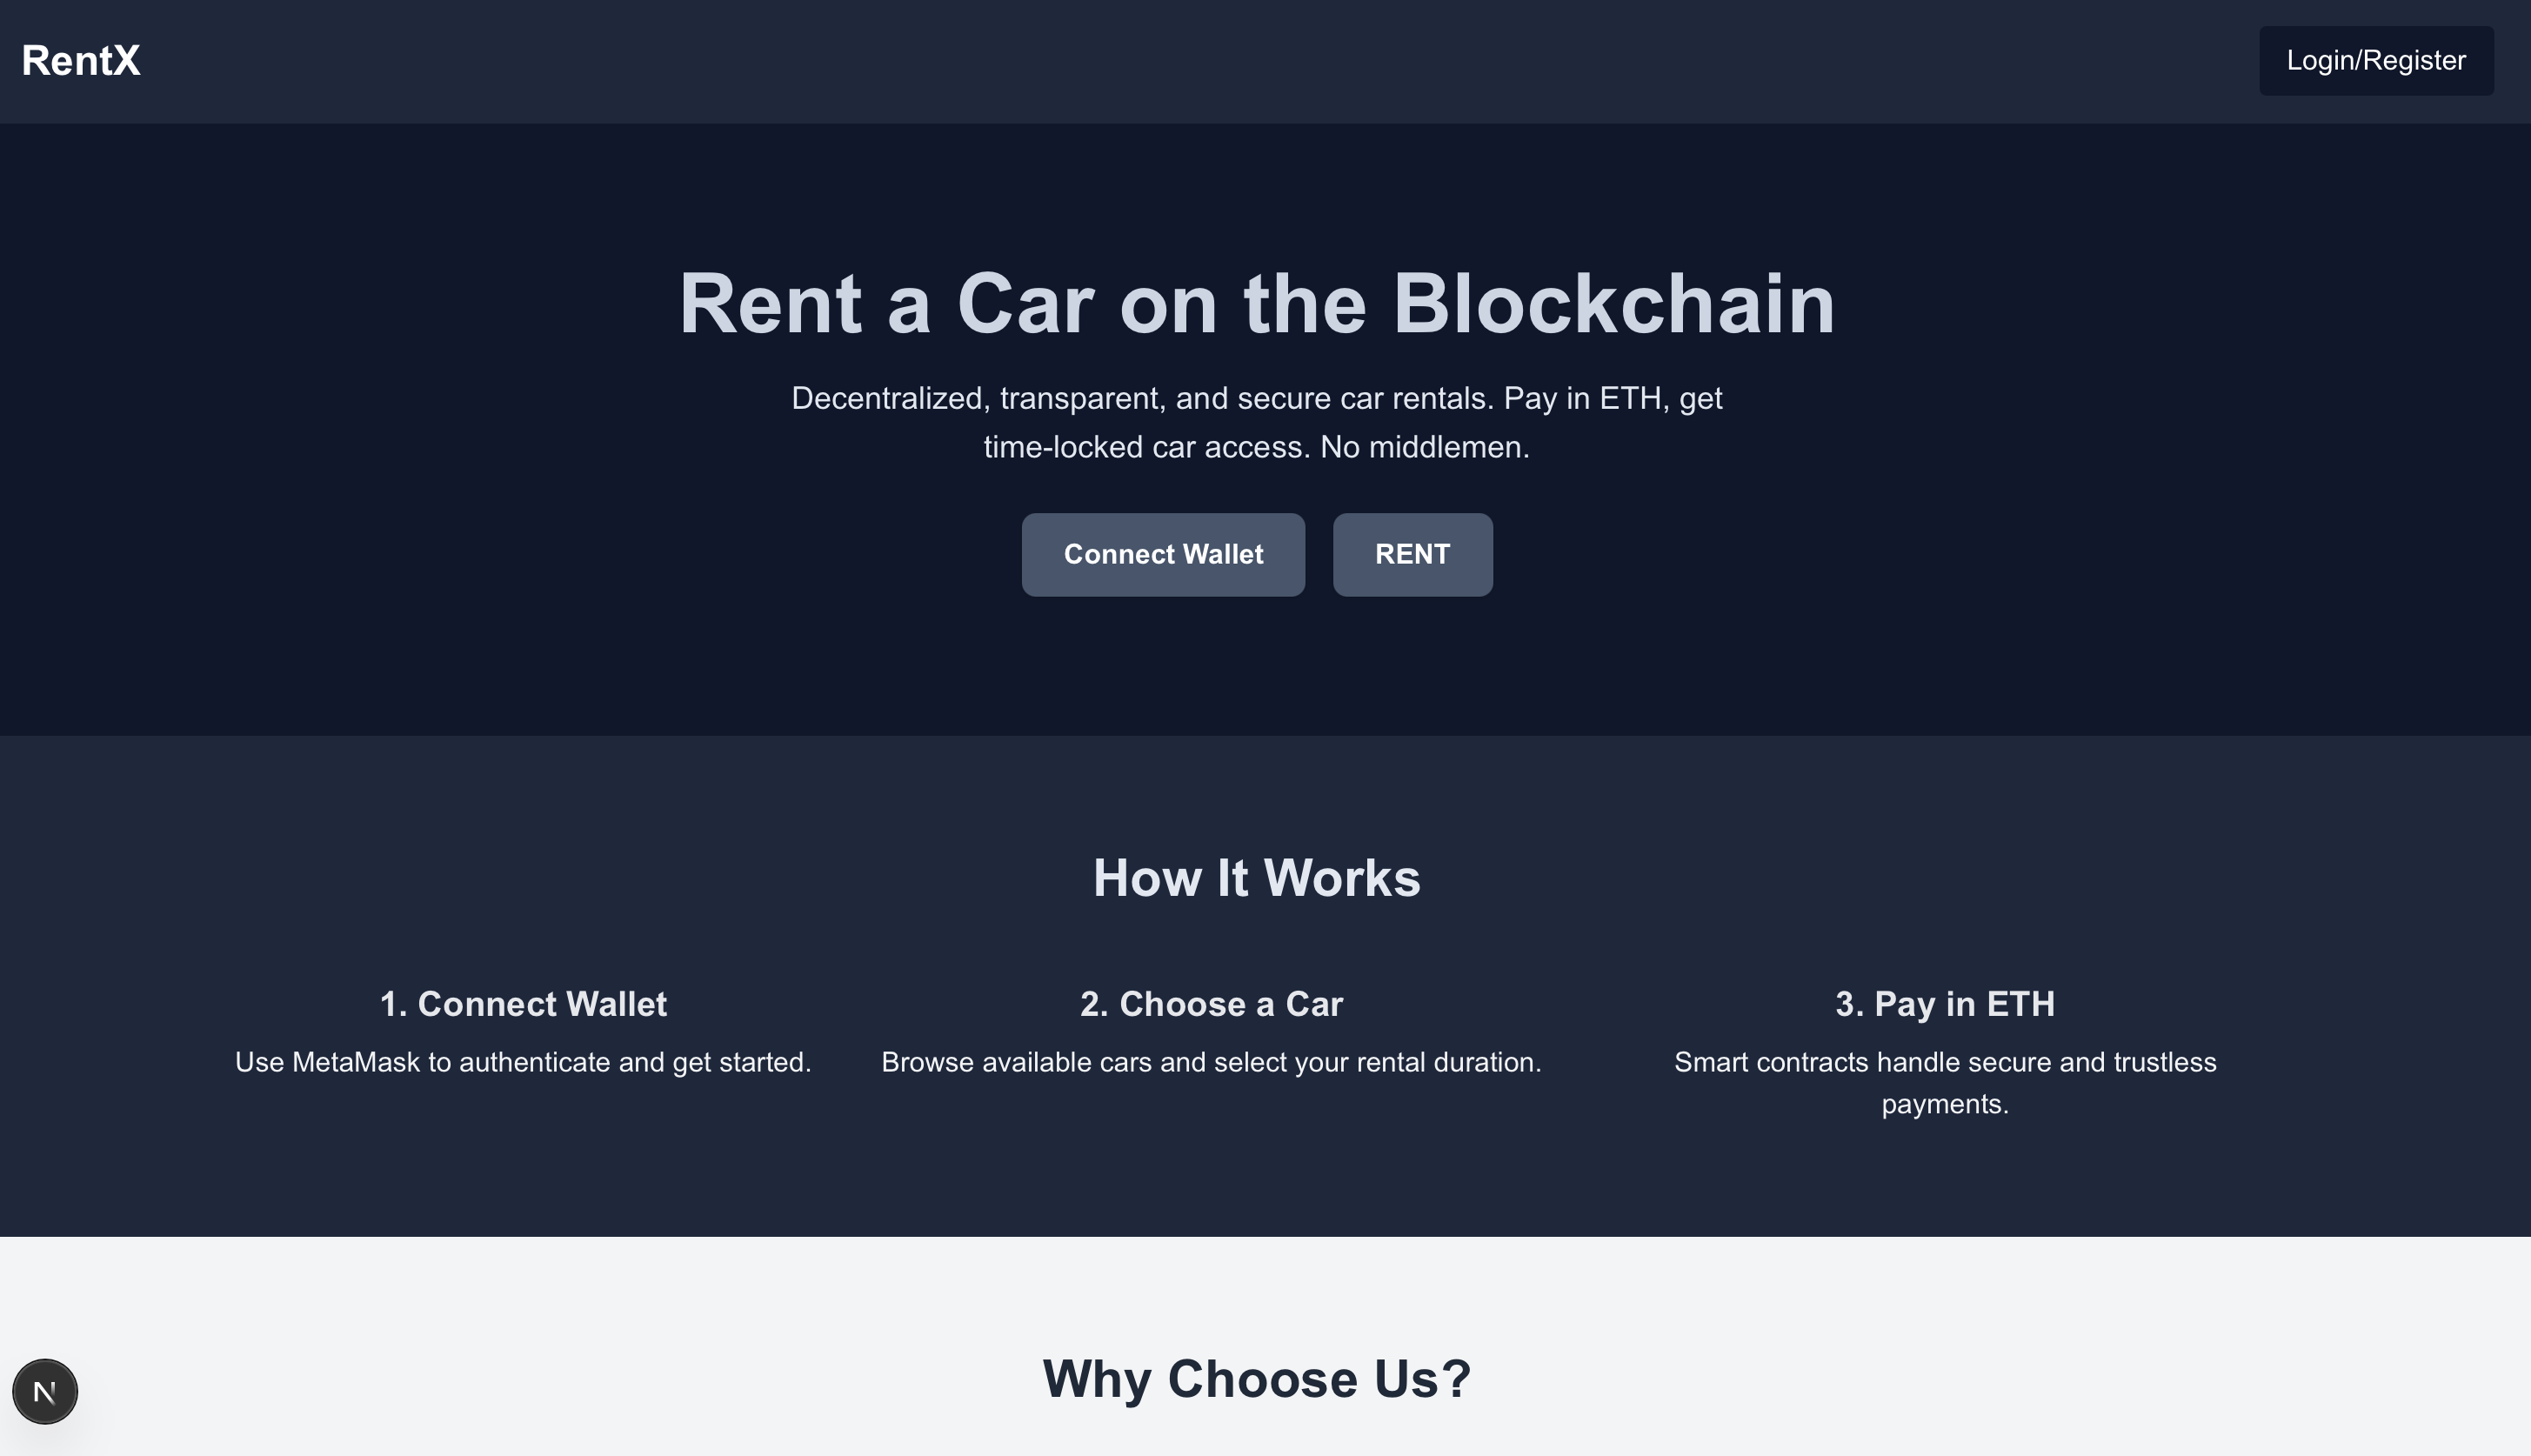 RentX
Login/Register
Rent a Car on the Blockchain
Decentralized, transparent, and secure car rentals. Pay in ETH, get
time-locked car access. No middlemen.
Connect Wallet
RENT
How It Works
1. Connect Wallet
Use MetaMask to authenticate and get started.
2. Choose a Car
Browse available cars and select your rental duration.
3. Pay in ETH
Smart contracts handle secure and trustless
payments.
Why Choose Us?
N